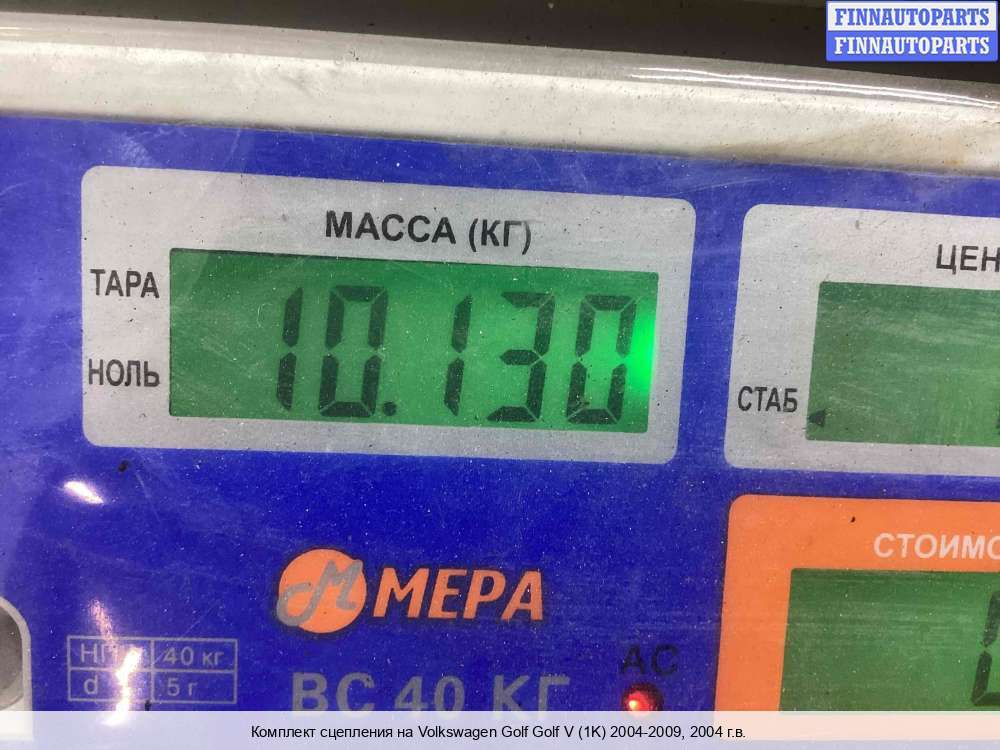 FINNAUTOPARTS
FINNAUTOPARTS
МАССА (КГ)
ТАРА
НОЛЬ
10.130
ЦЕН
СТАБ
СТОИМО
М МЕРА
НПВ 40 кг
d 5 г
ВС 40 КГ
AC
Комплект сцепления на Volkswagen Golf Golf V (1K) 2004-2009, 2004 г.в.